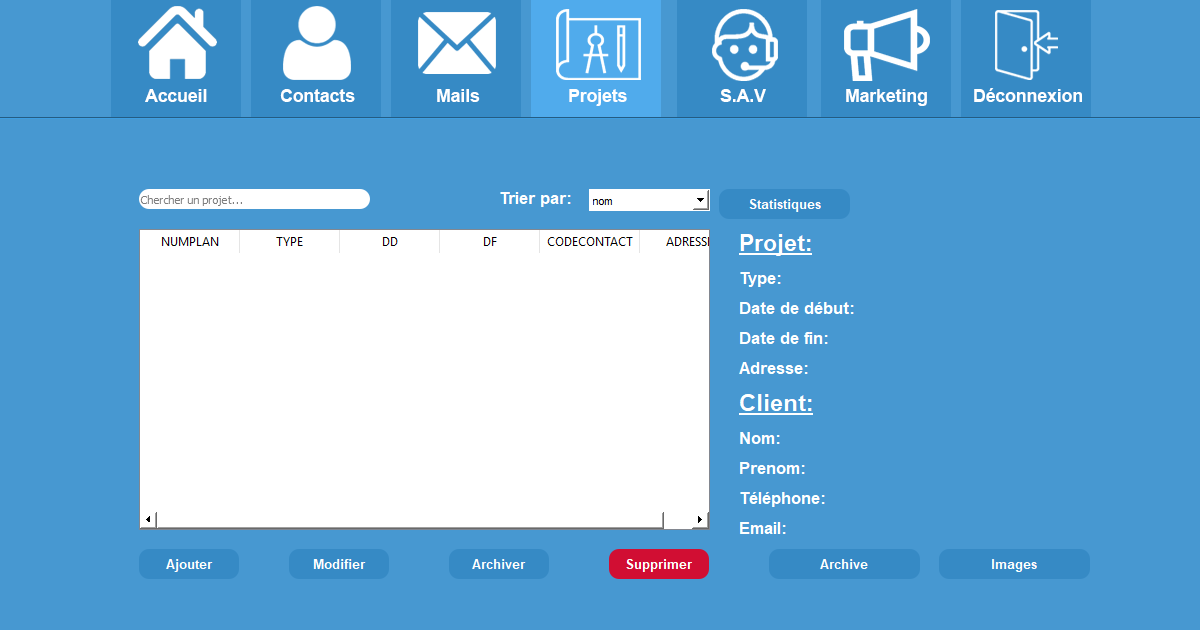 Accueil Contacts Mails Projets S.A.V Marketing Déconnexion
Chercher un projet... Trier par: nom Statistiques
NUMPLAN TYPE DD DF CODECONTACT ADRESS
Projet:
Type:
Date de début:
Date de fin:
Adresse:
Client:
Nom:
Prenom:
Téléphone:
Email:
Ajouter Modifier Archiver Supprimer Archive Images